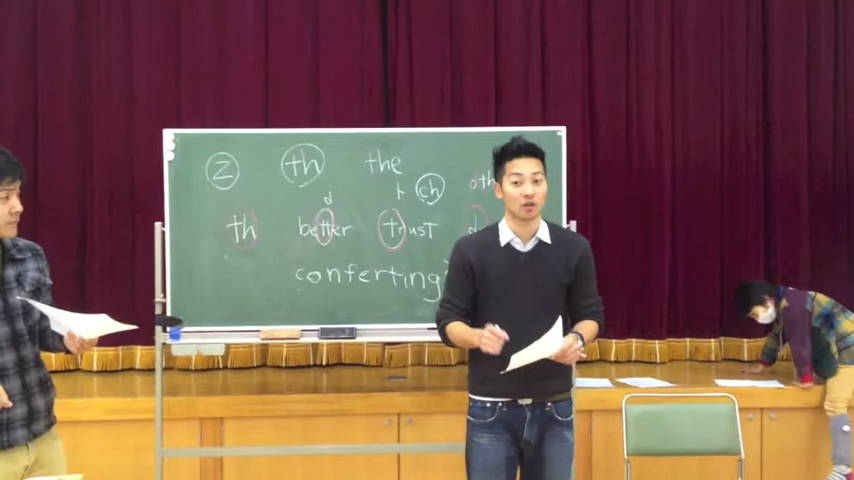 z th the
t ch oth
d
th better trust d
conferting